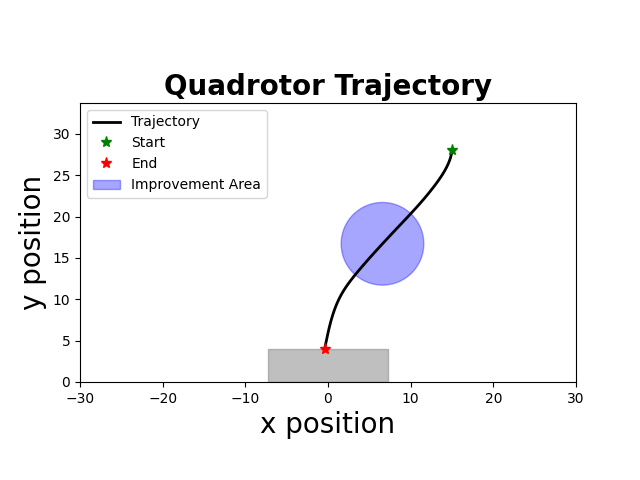 Quadrotor Trajectory
Trajectory
Start
End
Improvement Area
y position
30
25
20
15
10
5
0
−30
−20
−10
0
10
20
30
x position